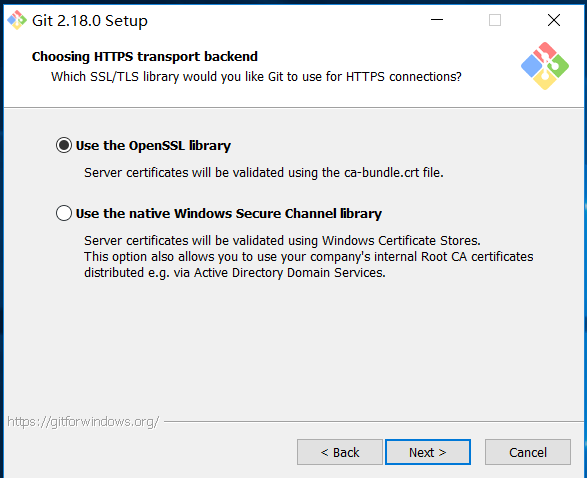 Git 2.18.0 Setup
Choosing HTTPS transport backend
Which SSL/TLS library would you like Git to use for HTTPS connections?
Use the OpenSSL library
Server certificates will be validated using the ca-bundle.crt file.
Use the native Windows Secure Channel library
Server certificates will be validated using Windows Certificate Stores.
This option also allows you to use your company's internal Root CA certificates
distributed e.g. via Active Directory Domain Services.
https://gitforwindows.org/
< Back
Next >
Cancel